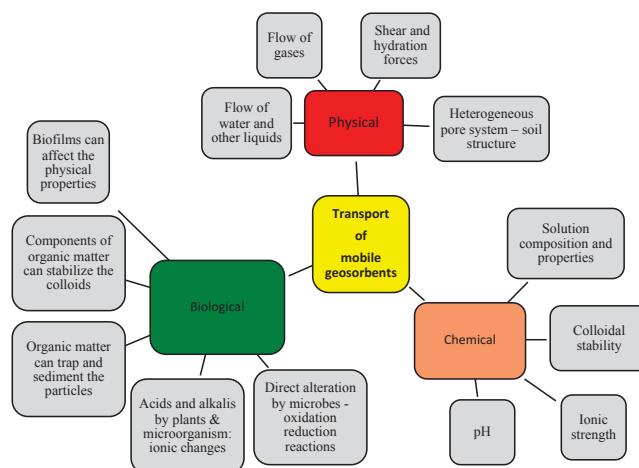 Flow of
gases
Shear and
hydration
forces
Flow of
water and
other liquids
Physical
Heterogeneous
pore system – soil
structure
Biofilms can
affect the
physical
properties
Transport
of
mobile
geosorbents
Solution
composition and
properties
Components of
organic matter
can stabilize the
colloids
Biological
Chemical
Colloidal
stability
Organic matter
can trap and
sediment the
particles
Acids and alkalis
by plants &
microorganism:
ionic changes
Direct alteration
by microbes -
oxidation
reduction
reactions
pH
Ionic
strength